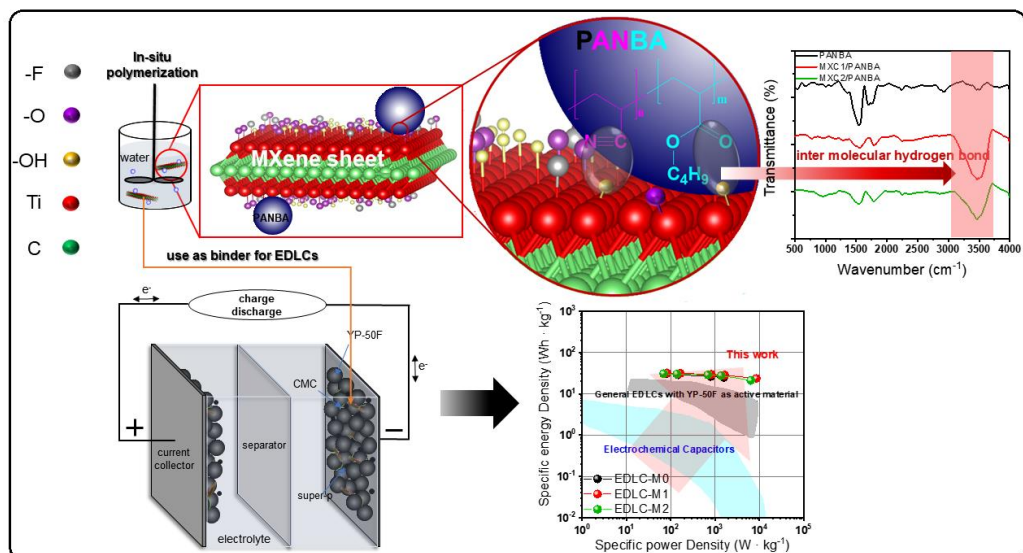 In-situ
polymerization
-F
-O
-OH
Ti
C
water
MXene sheet
PANBA
PANBA
n
m
N≡C
O
O
C₄H₉
inter molecular hydrogen bond
PANBA
MXC1/PANBA
MXC2/PANBA
Transmittance (%)
500 1000 1500 2000 2500 3000 3500 4000
Wavenumber (cm⁻¹)
use as binder for EDLCs
e⁻
charge
discharge
e⁻
YP-50F
CMC
+
−
current
collector
separator
super-p
electrolyte
This work
General EDLCs with YP-50F as active material
Electrochemical Capacitors
EDLC-M0
EDLC-M1
EDLC-M2
Specific energy Density (Wh · kg⁻¹)
10³
10²
10¹
10⁰
10⁻¹
10⁻²
10⁰ 10¹ 10² 10³ 10⁴ 10⁵
Specific power Density (W · kg⁻¹)